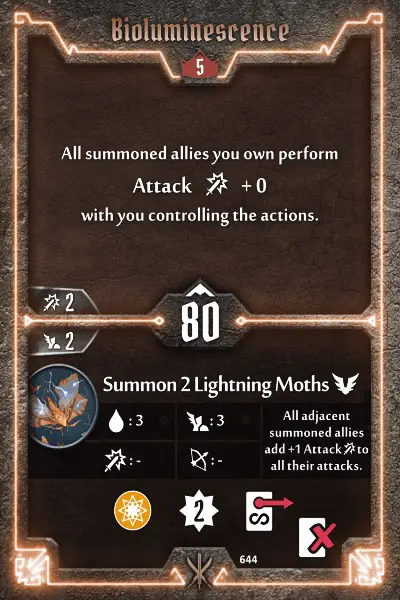 Bioluminescence
5
All summoned allies you own perform
Attack + 0
with you controlling the actions.
2
80
2
Summon 2 Lightning Moths
: 3
: 3
: -
: -
All adjacent
summoned allies
add +1 Attack to
all their attacks.
2
644